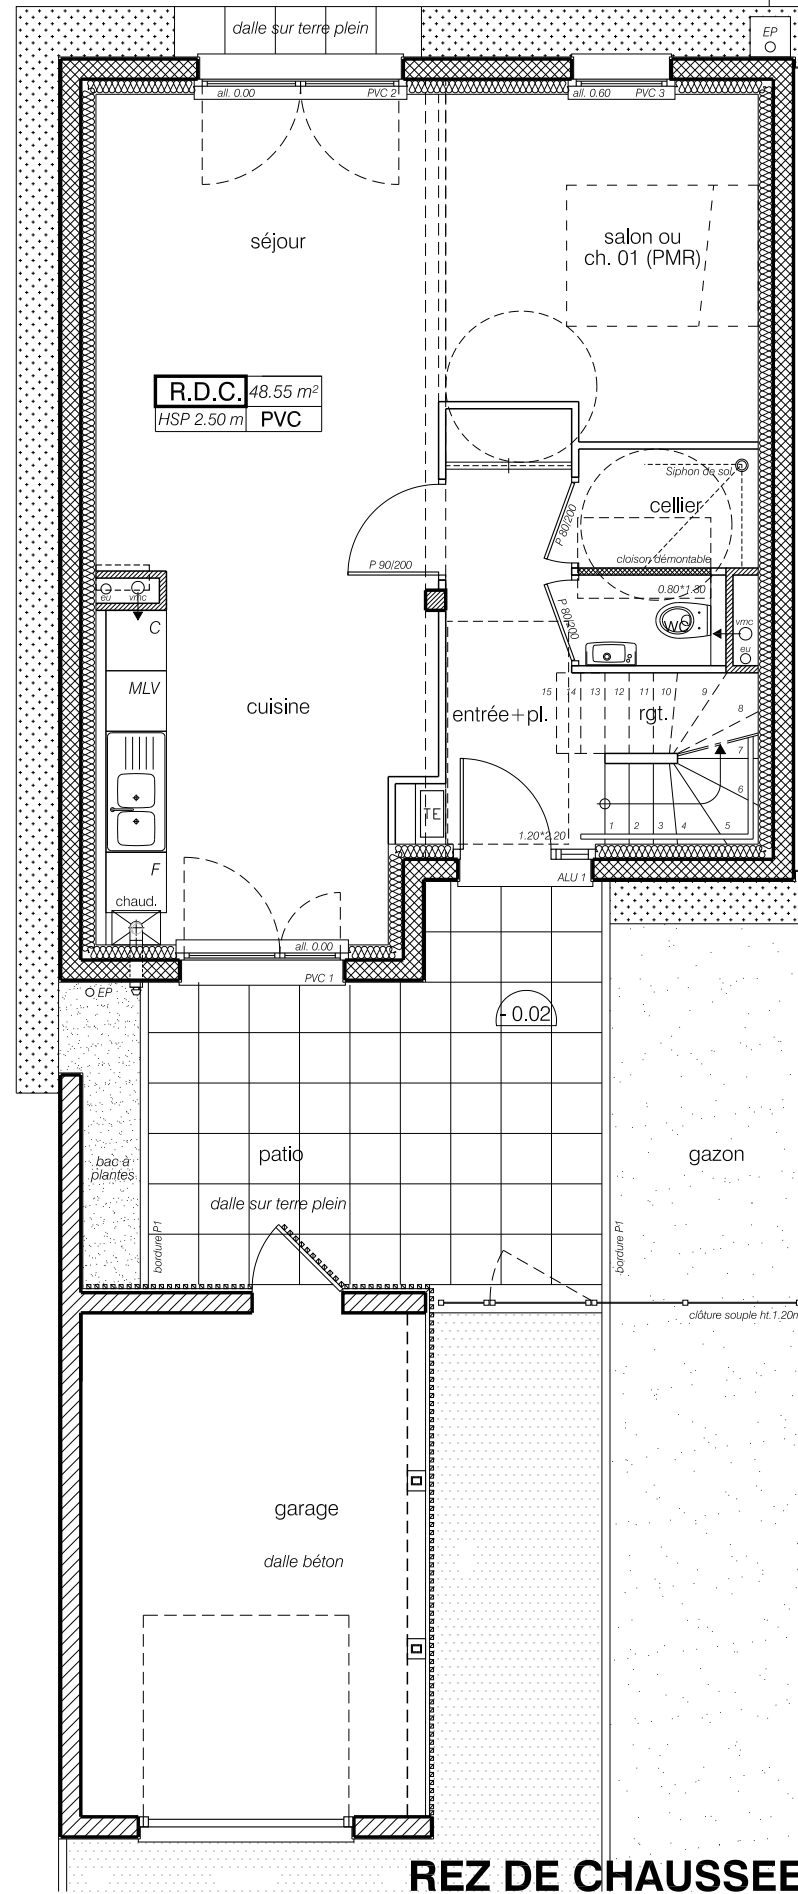 dalle sur terre plein
EP
all. 0.00
PVC 2
all. 0.60
PVC 3
séjour
salon ou
ch. 01 (PMR)
R.D.C. 48.55 m²
HSP 2.50 m PVC
Siphon de sol
cellier
P 80/200
cloison démontable
P 90/200
eu
vmc
0.80*1.30
P 80/200
WC
vmc
eu
C
MLV
cuisine
entrée+pl.
rgt.
15 14 13 12 11 10 9
8
7
6
1 2 3 4 5
TE
1.20*2.20
ALU 1
F
chaud.
all. 0.00
PVC 1
EP
- 0.02
bac à
plantes
patio
gazon
dalle sur terre plein
bordure P1
bordure P1
clôture souple ht.1.20m
garage
dalle béton
REZ DE CHAUSSEE